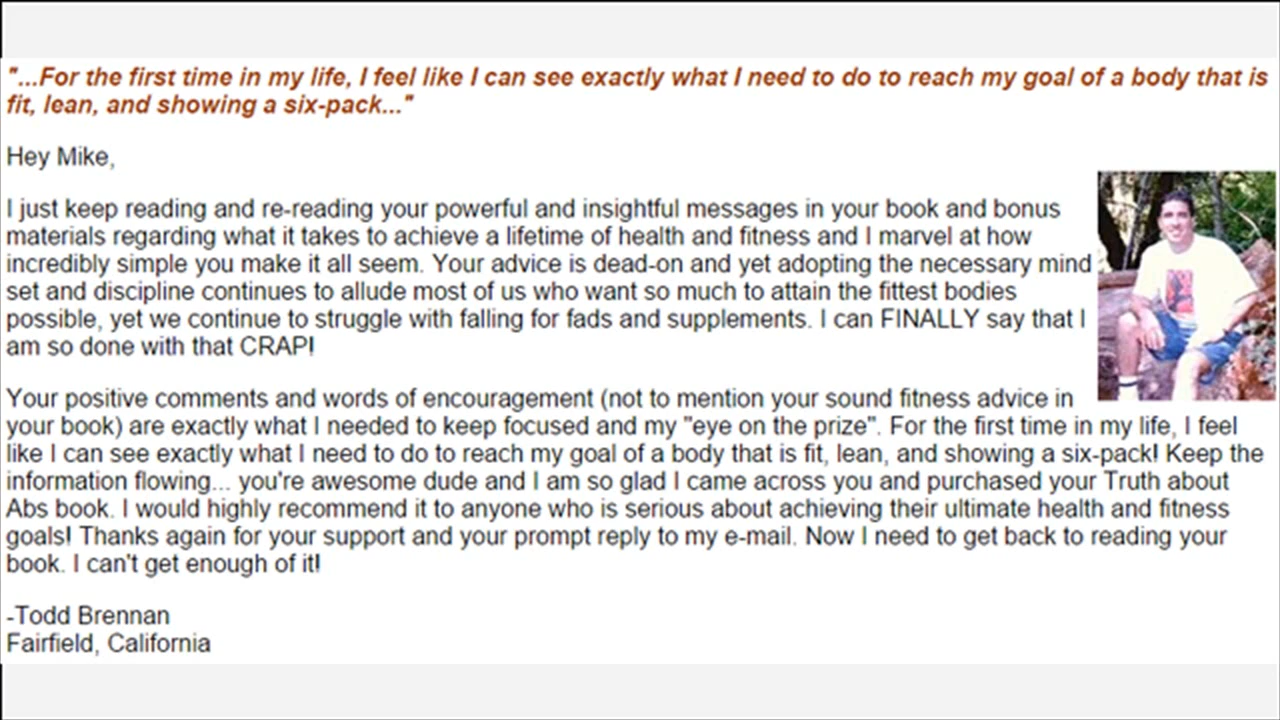 "...For the first time in my life, I feel like I can see exactly what I need to do to reach my goal of a body that is
fit, lean, and showing a six-pack..."
Hey Mike,
I just keep reading and re-reading your powerful and insightful messages in your book and bonus
materials regarding what it takes to achieve a lifetime of health and fitness and I marvel at how
incredibly simple you make it all seem. Your advice is dead-on and yet adopting the necessary mind
set and discipline continues to allude most of us who want so much to attain the fittest bodies
possible, yet we continue to struggle with falling for fads and supplements. I can FINALLY say that I
am so done with that CRAP!
Your positive comments and words of encouragement (not to mention your sound fitness advice in
your book) are exactly what I needed to keep focused and my "eye on the prize". For the first time in my life, I feel
like I can see exactly what I need to do to reach my goal of a body that is fit, lean, and showing a six-pack! Keep the
information flowing... you're awesome dude and I am so glad I came across you and purchased your Truth about
Abs book. I would highly recommend it to anyone who is serious about achieving their ultimate health and fitness
goals! Thanks again for your support and your prompt reply to my e-mail. Now I need to get back to reading your
book. I can't get enough of it!
-Todd Brennan
Fairfield, California